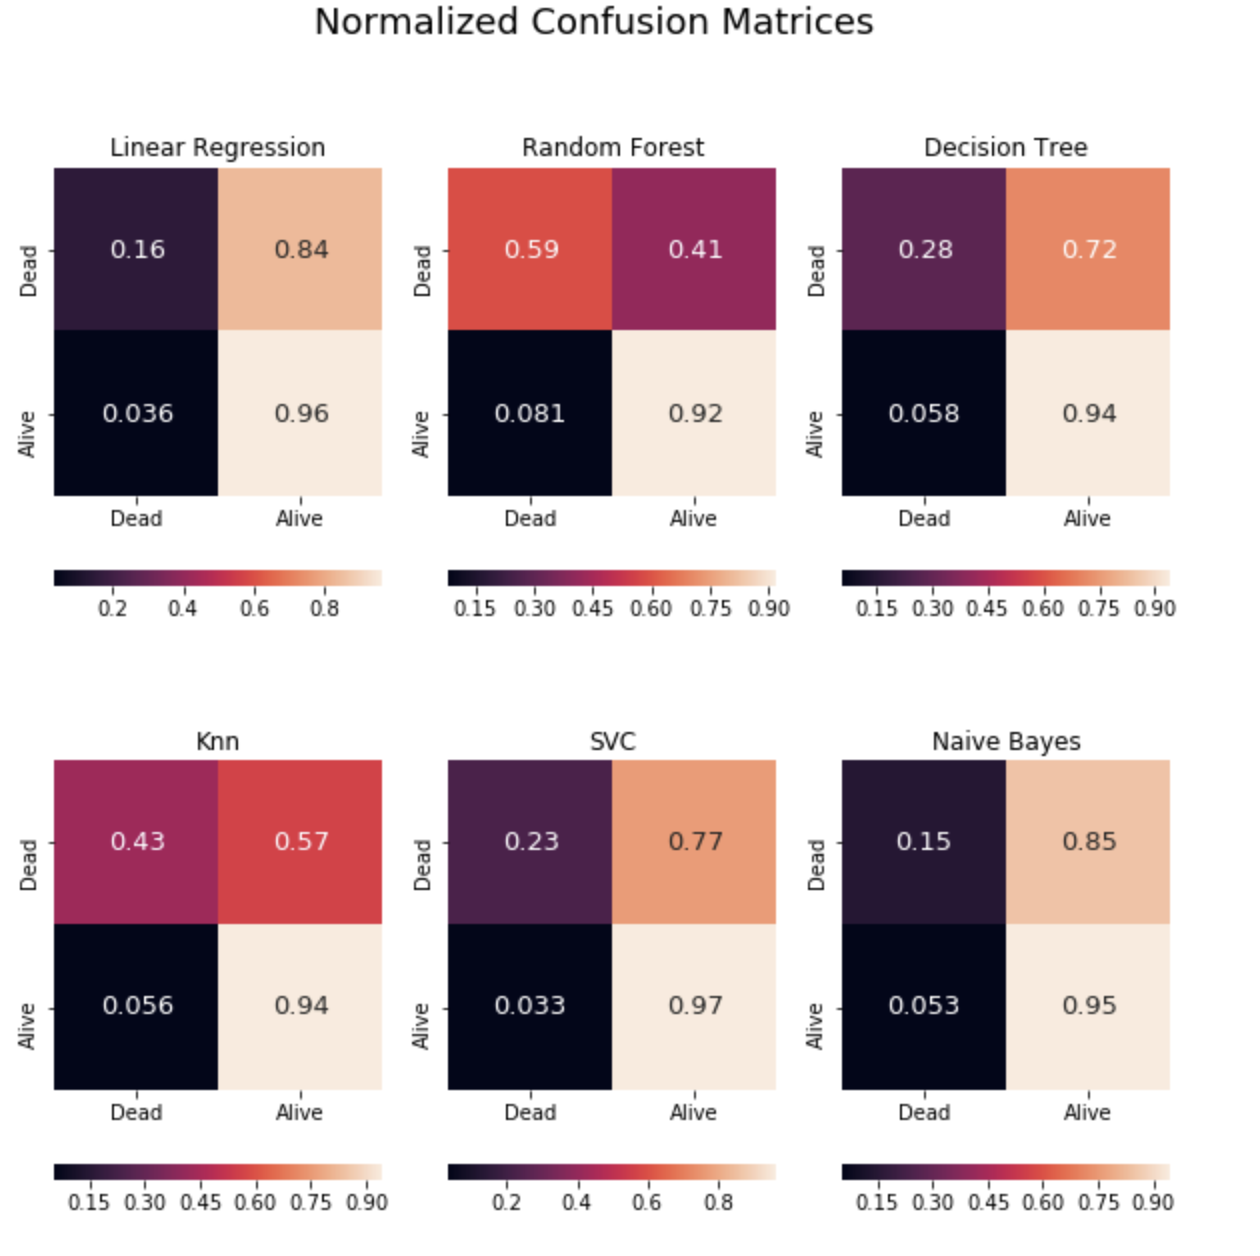 Normalized Confusion Matrices
Linear Regression
Random Forest
Decision Tree
Dead
0.16 0.84
Dead
0.59 0.41
Dead
0.28 0.72
Alive
0.036 0.96
Alive
0.081 0.92
Alive
0.058 0.94
Dead Alive
Dead Alive
Dead Alive
0.2 0.4 0.6 0.8
0.15 0.30 0.45 0.60 0.75 0.90
0.15 0.30 0.45 0.60 0.75 0.90
Knn
SVC
Naive Bayes
Dead
0.43 0.57
Dead
0.23 0.77
Dead
0.15 0.85
Alive
0.056 0.94
Alive
0.033 0.97
Alive
0.053 0.95
Dead Alive
Dead Alive
Dead Alive
0.15 0.30 0.45 0.60 0.75 0.90
0.2 0.4 0.6 0.8
0.15 0.30 0.45 0.60 0.75 0.90